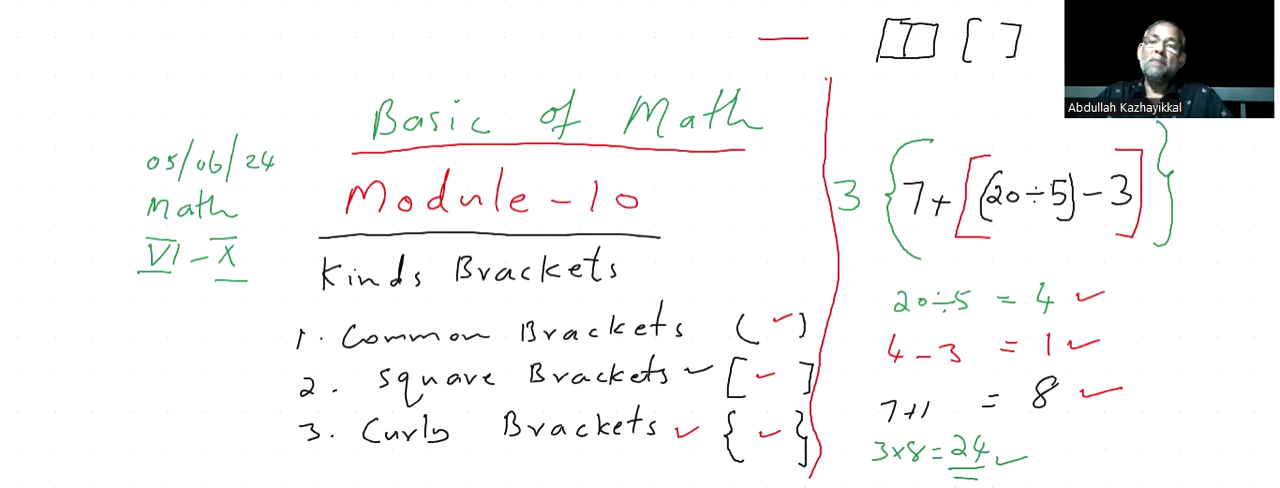 Basic of Math
05/06/24
Math
VI - X
Module - 10
Kinds Brackets
1. Common Brackets ( ✓ )
2. Square Brackets ✓ [ ✓ ]
3. Curly Brackets ✓ { ✓ }
[ ]
Abdullah Kazhayikkal
3 { 7 + [ (20 ÷ 5) - 3 ] }
20 ÷ 5 = 4 ✓
4 - 3 = 1 ✓
7+1 = 8 ✓
3×8 = 24 ✓